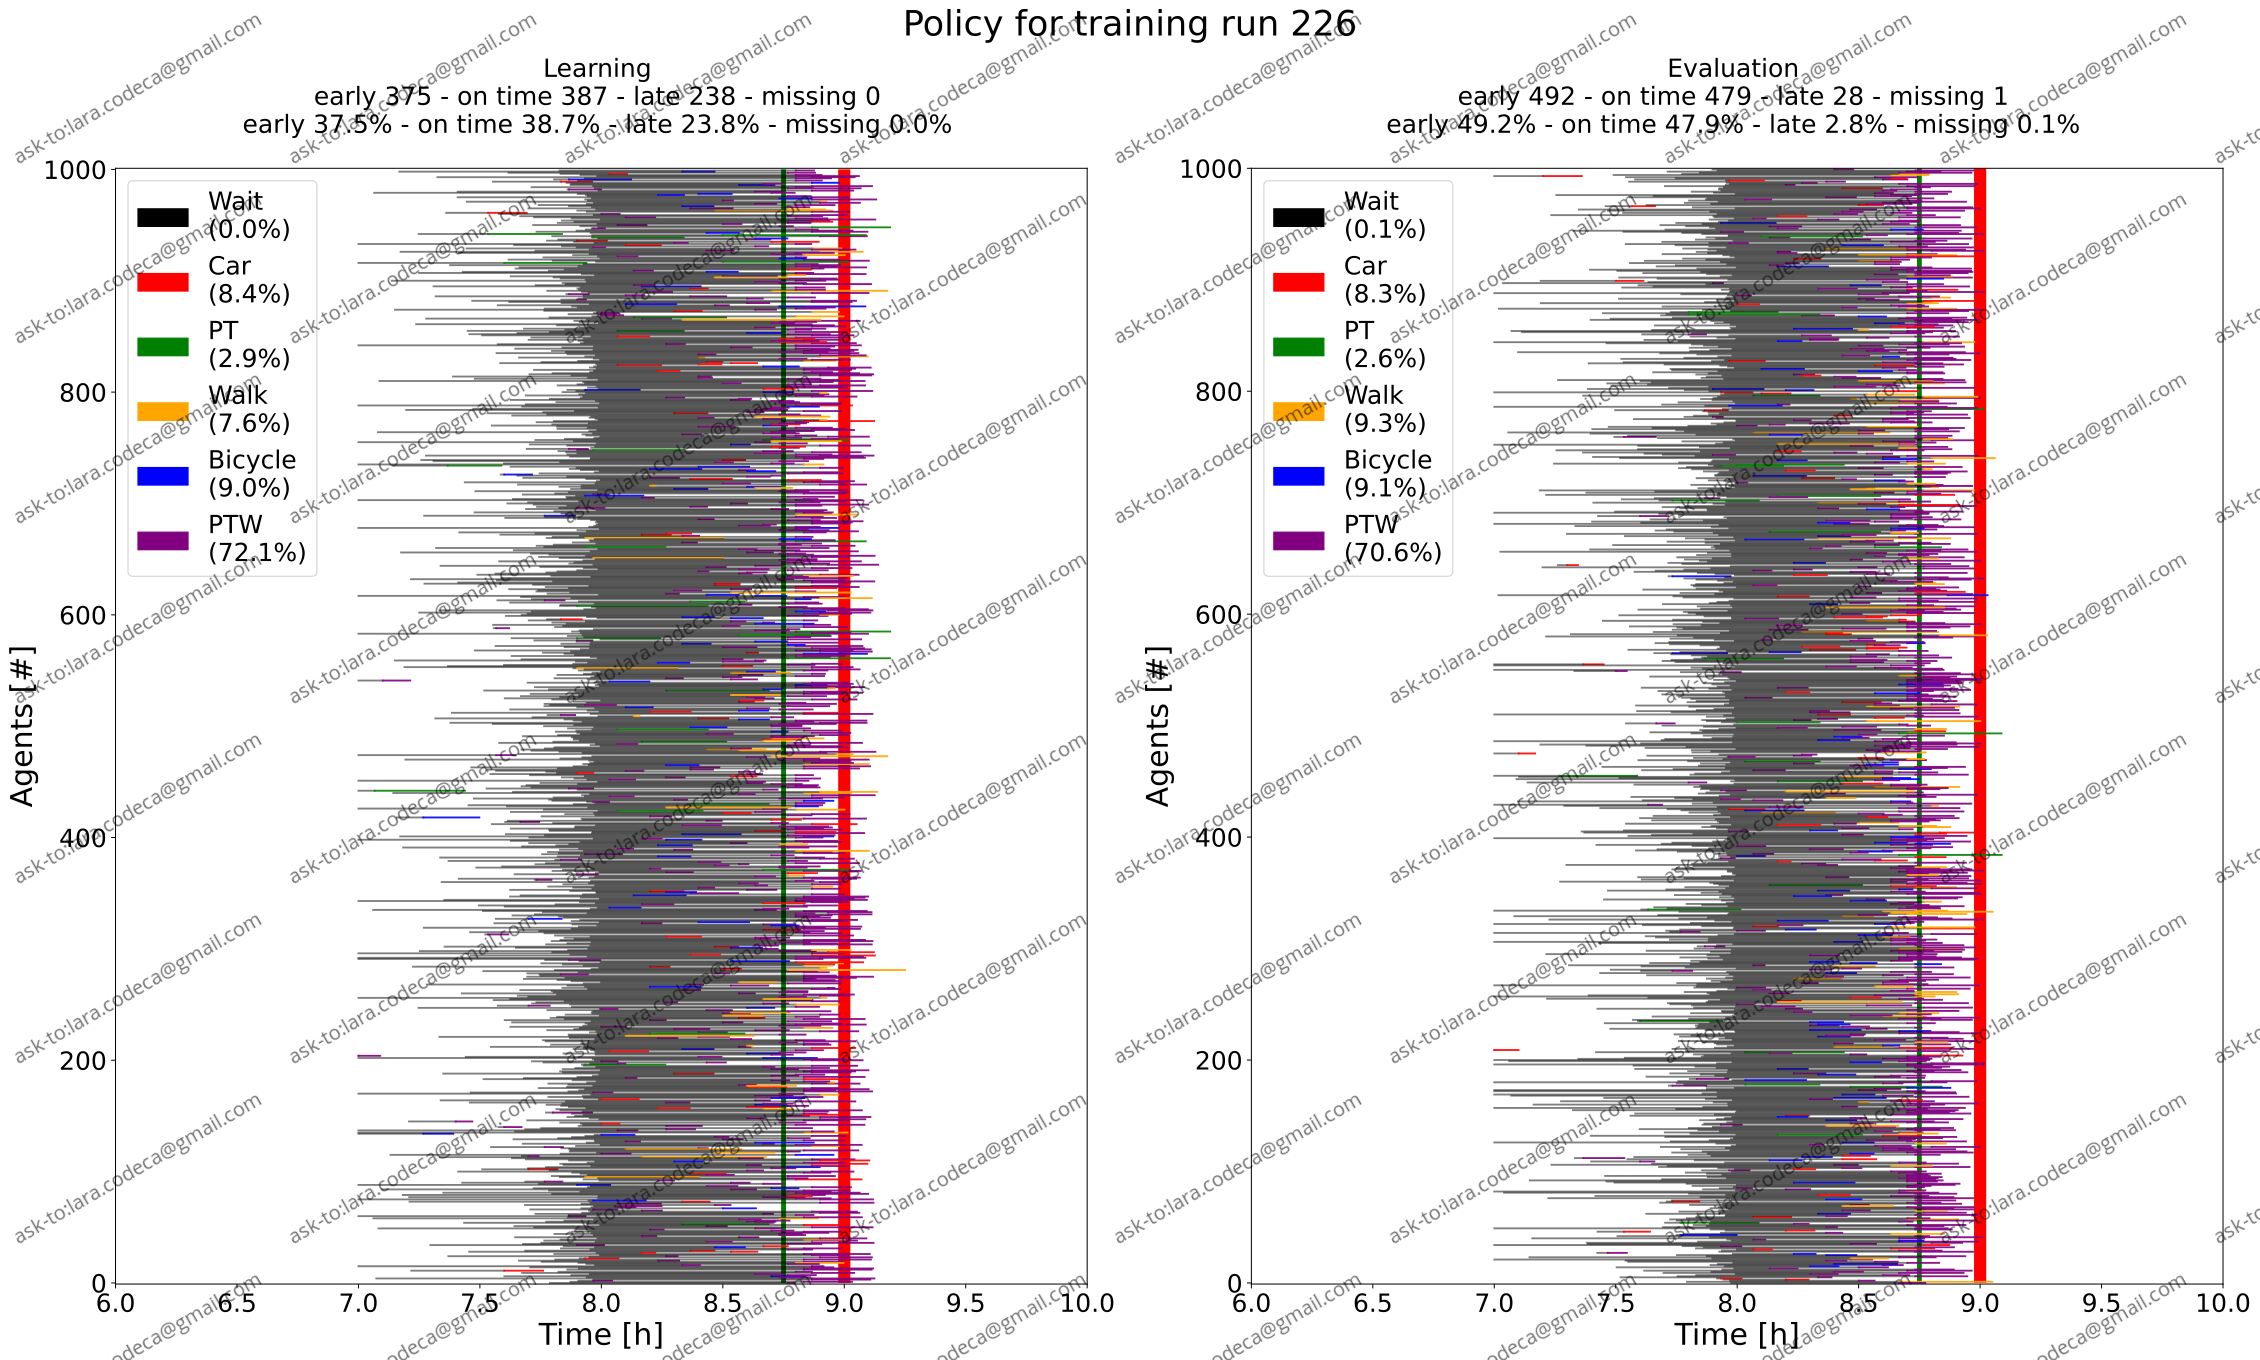 Policy for training run 226
Learning
early 375 - on time 387 - late 238 - missing 0
early 37.5% - on time 38.7% - late 23.8% - missing 0.0%
1000
800
600
400
200
0
Agents [#]
Wait
(0.0%)
Car
(8.4%)
PT
(2.9%)
Walk
(7.6%)
Bicycle
(9.0%)
PTW
(72.1%)
6.0 6.5 7.0 7.5 8.0 8.5 9.0 9.5 10.0
Time [h]
Evaluation
early 492 - on time 479 - late 28 - missing 1
early 49.2% - on time 47.9% - late 2.8% - missing 0.1%
1000
800
600
400
200
0
Agents [#]
Wait
(0.1%)
Car
(8.3%)
PT
(2.6%)
Walk
(9.3%)
Bicycle
(9.1%)
PTW
(70.6%)
6.0 6.5 7.0 7.5 8.0 8.5 9.0 9.5 10.0
Time [h]
ask-to:lara.codeca@gmail.com